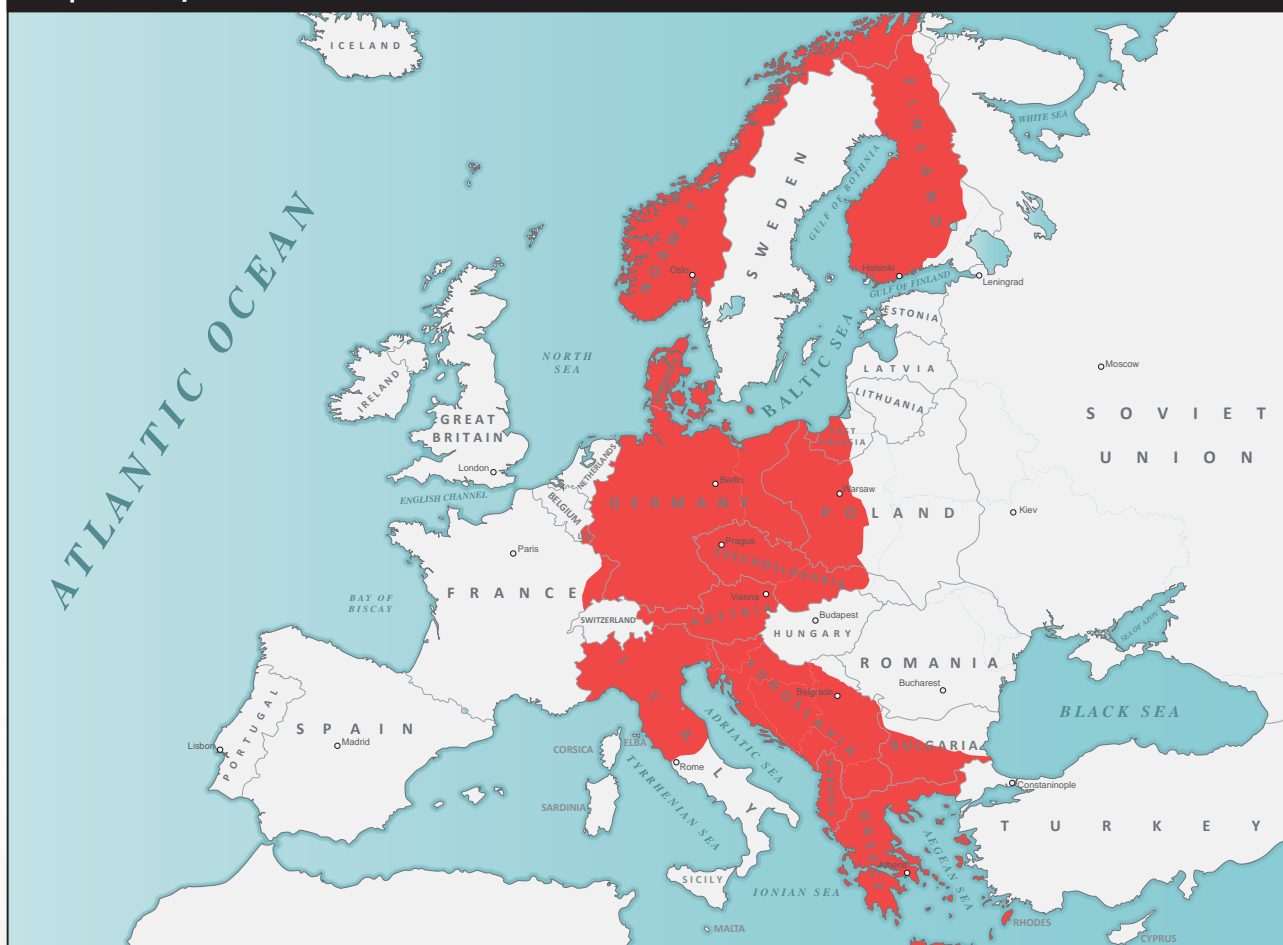 ICELAND
ATLANTIC OCEAN
NORTH
SEA
IRELAND
GREAT
BRITAIN
London
ENGLISH CHANNEL
NORWAY
Oslo
SWEDEN
FINLAND
Helsinki
GULF OF BOTHNIA
GULF OF FINLAND
WHITE SEA
Leningrad
ESTONIA
LATVIA
LITHUANIA
BALTIC SEA
Moscow
SOVIET
UNION
Kiev
NETHERLANDS
BELGIUM
GERMANY
Berlin
EAST
PRUSSIA
Warsaw
POLAND
Prague
CZECHOSLOVAKIA
Vienna
AUSTRIA
Budapest
HUNGARY
Paris
FRANCE
SWITZERLAND
BAY OF
BISCAY
PORTUGAL
Lisbon
SPAIN
Madrid
ITALY
Rome
CORSICA
ELBA
SARDINIA
TYRRHENIAN SEA
ADRIATIC SEA
SICILY
MALTA
IONIAN SEA
YUGOSLAVIA
Belgrade
ROMANIA
Bucharest
BULGARIA
ALBANIA
GREECE
Athens
AEGEAN SEA
RHODES
CYPRUS
Constaninople
TURKEY
BLACK SEA
SEA OF AZOV